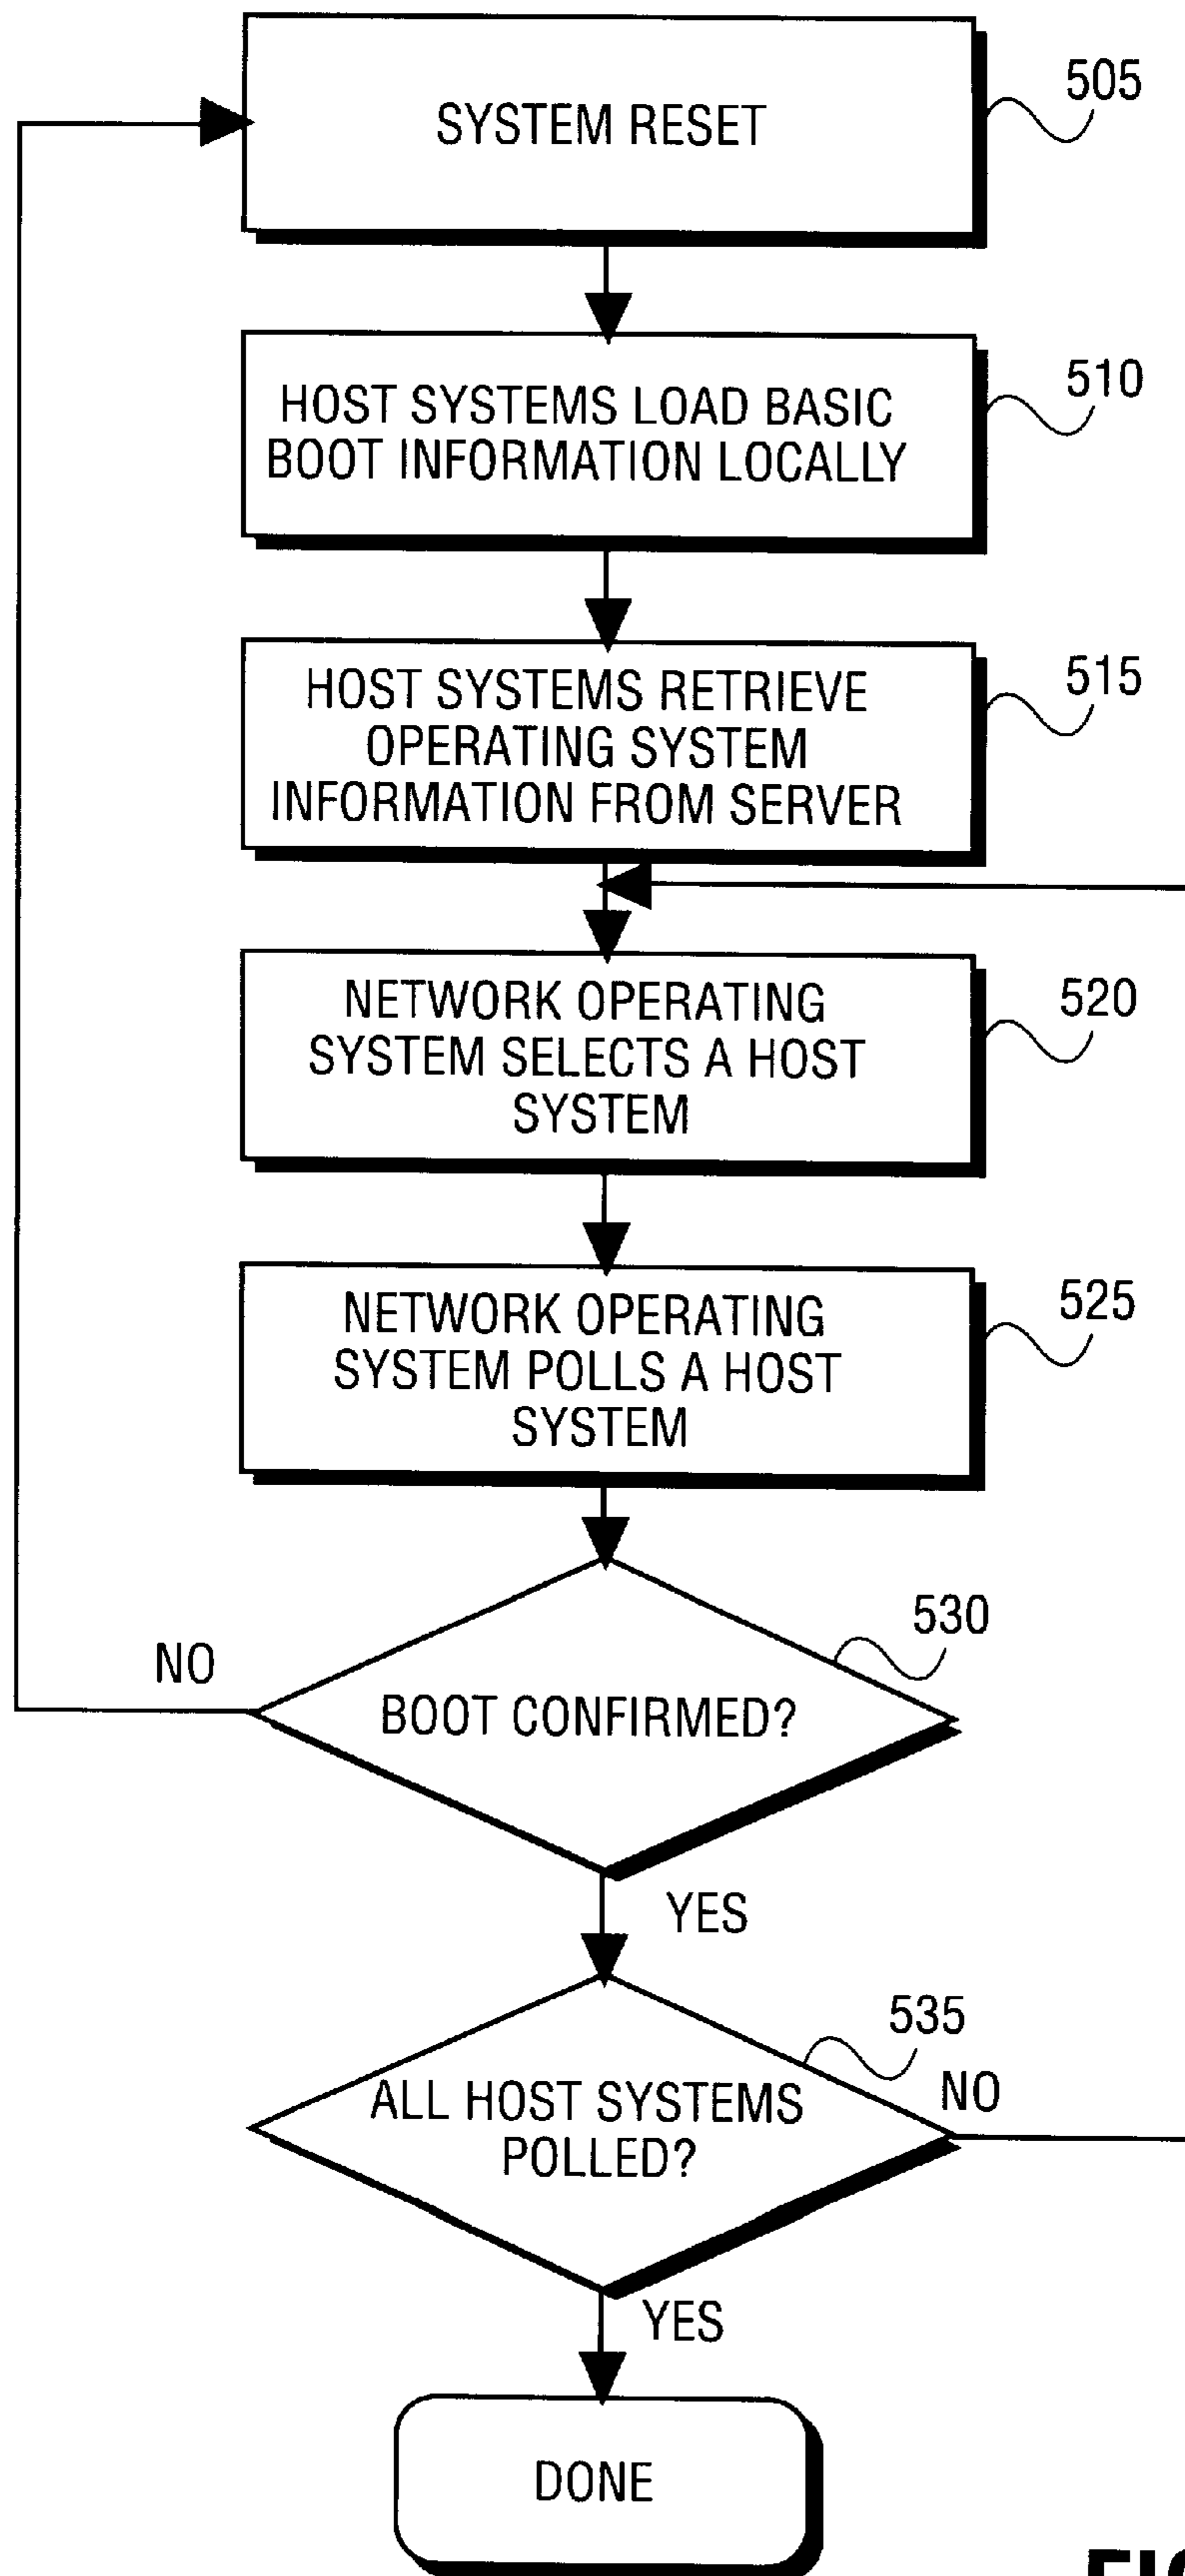 SYSTEM RESET
505
HOST SYSTEMS LOAD BASIC
BOOT INFORMATION LOCALLY
510
HOST SYSTEMS RETRIEVE
OPERATING SYSTEM
INFORMATION FROM SERVER
515
NETWORK OPERATING
SYSTEM SELECTS A HOST
SYSTEM
520
NETWORK OPERATING
SYSTEM POLLS A HOST
SYSTEM
525
530
NO
BOOT CONFIRMED?
YES
535
ALL HOST SYSTEMS
POLLED?
NO
YES
DONE